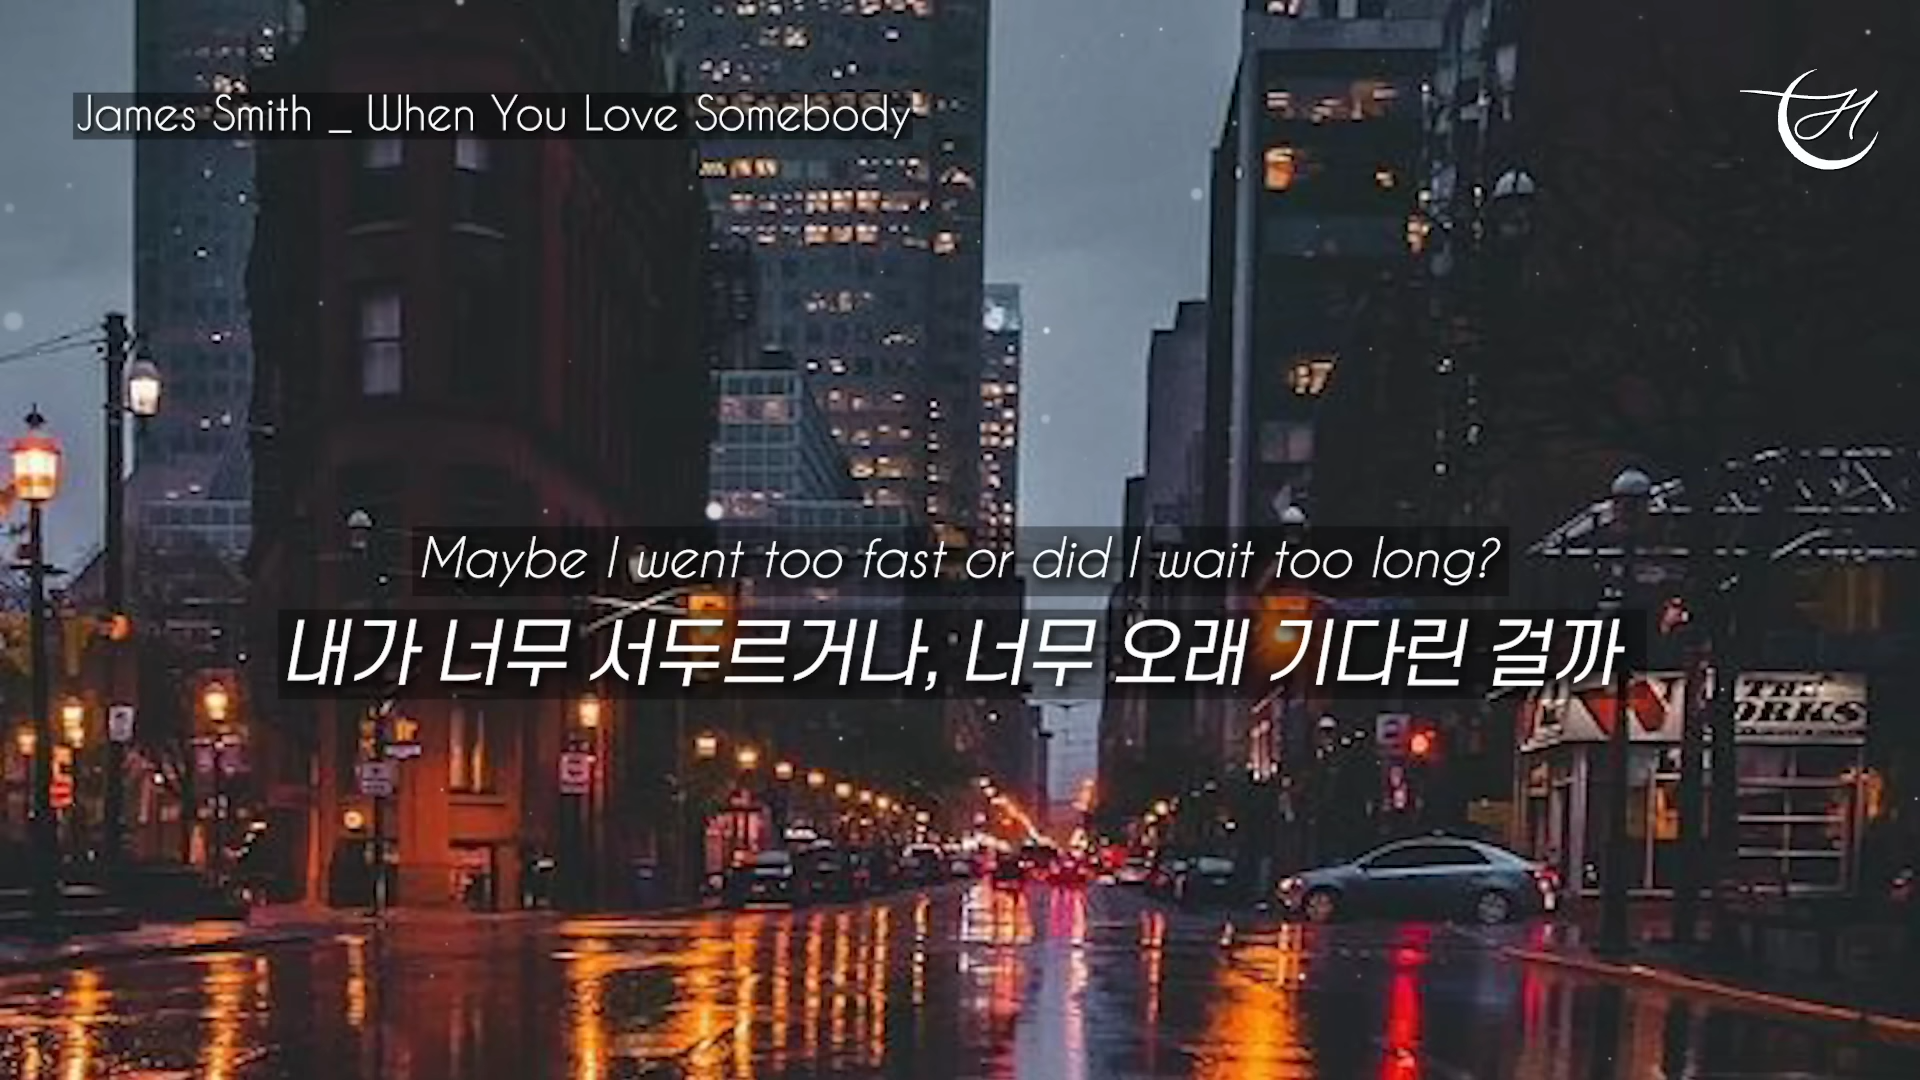 James Smith _ When You Love Somebody
Maybe I went too fast or did I wait too long?
내가 너무 서두르거나, 너무 오래 기다린 걸까
THE